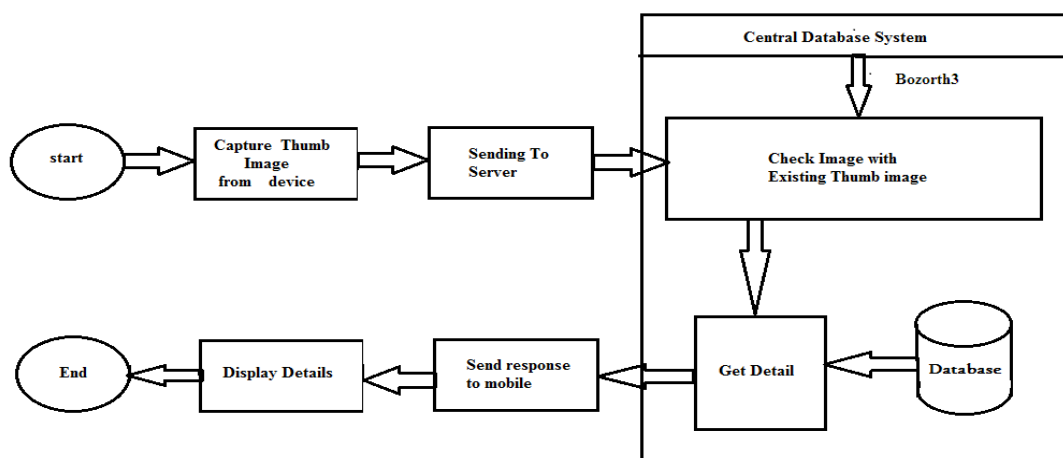 Central Database System
Bozorth3
start
Capture Thumb
Image
from device
Sending To
Server
Check Image with
Existing Thumb image
End
Display Details
Send response
to mobile
Get Detail
Database